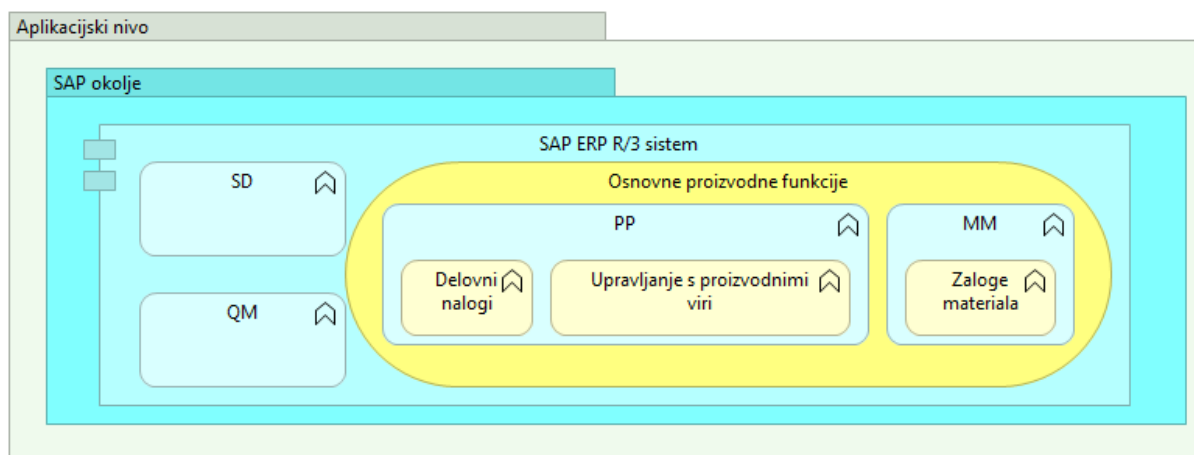 Aplikacijski nivo
SAP okolje
SAP ERP R/3 sistem
SD
Osnovne proizvodne funkcije
PP
MM
Delovni
nalogi
Upravljanje s proizvodnimi
viri
Zaloge
materiala
QM